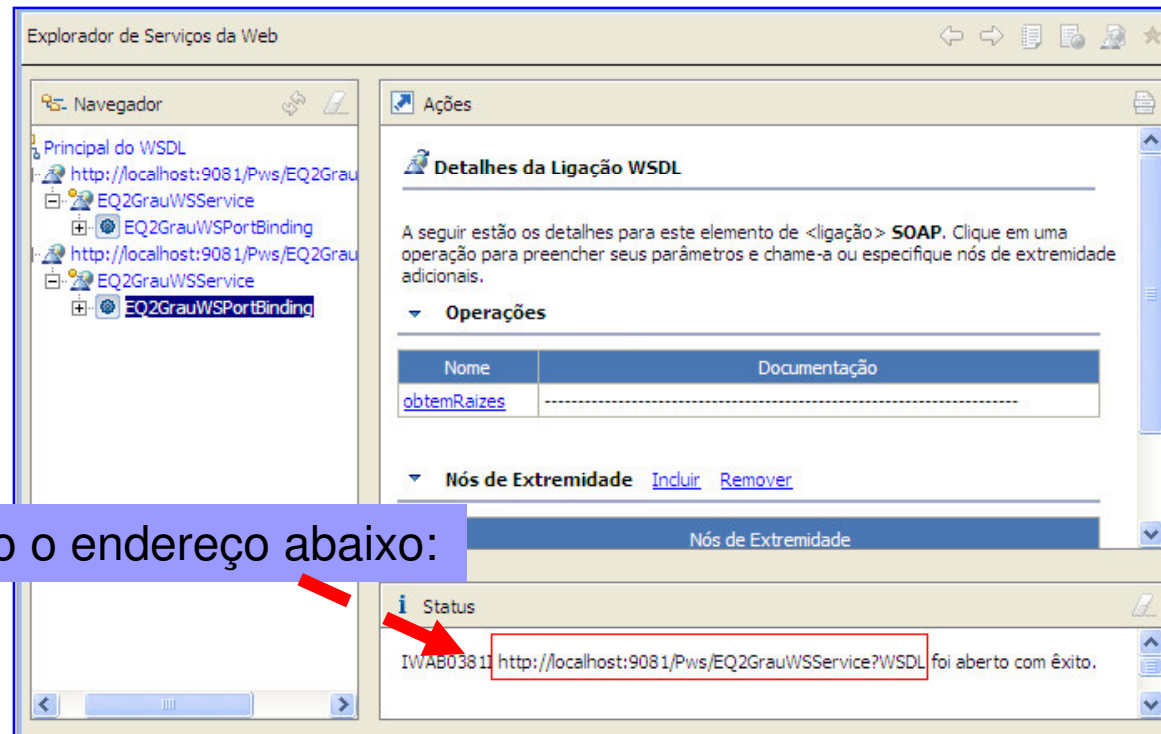 Explorador de Serviços da Web
Navegador
Principal do WSDL
http://localhost:9081/Pws/EQ2Grau
EQ2GrauWSService
EQ2GrauWSPortBinding
http://localhost:9081/Pws/EQ2Grau
EQ2GrauWSService
EQ2GrauWSPortBinding
Ações
Detalhes da Ligação WSDL
A seguir estão os detalhes para este elemento de <ligação> SOAP. Clique em uma
operação para preencher seus parâmetros e chame-a ou especifique nós de extremidade
adicionais.
Operações
Nome Documentação
obtemRaizes ----------------------------------------------------------------------
Nós de Extremidade Incluir Remover
Nós de Extremidade
o o endereço abaixo:
i Status
IWAB0381I http://localhost:9081/Pws/EQ2GrauWSService?WSDL foi aberto com êxito.